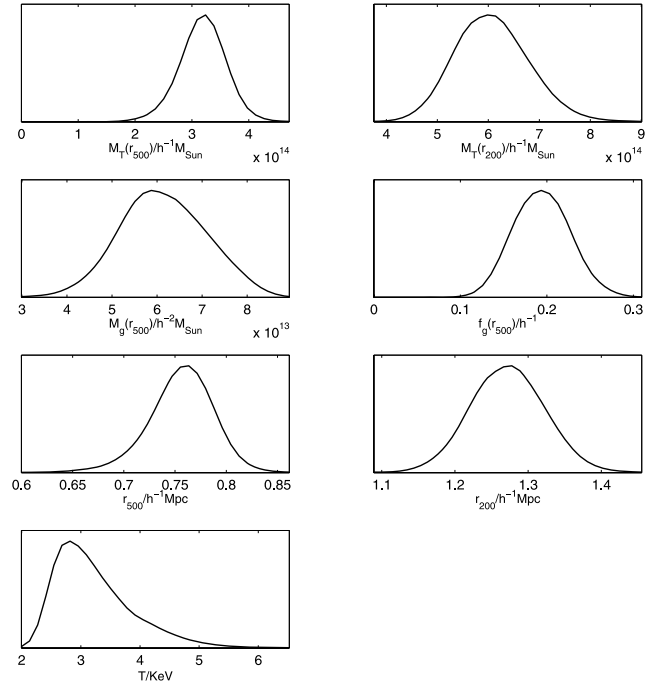 0 1 2 3 4
M_T(r_500)/h^-1 M_Sun
x 10^14
4 5 6 7 8 9
M_T(r_200)/h^-1 M_Sun
x 10^14
3 4 5 6 7 8
M_g(r_500)/h^-2 M_Sun
x 10^13
0 0.1 0.2 0.3
f_g(r_500)/h^-1
0.6 0.65 0.7 0.75 0.8 0.85
r_500/h^-1 Mpc
1.1 1.2 1.3 1.4
r_200/h^-1 Mpc
2 3 4 5 6
T/KeV